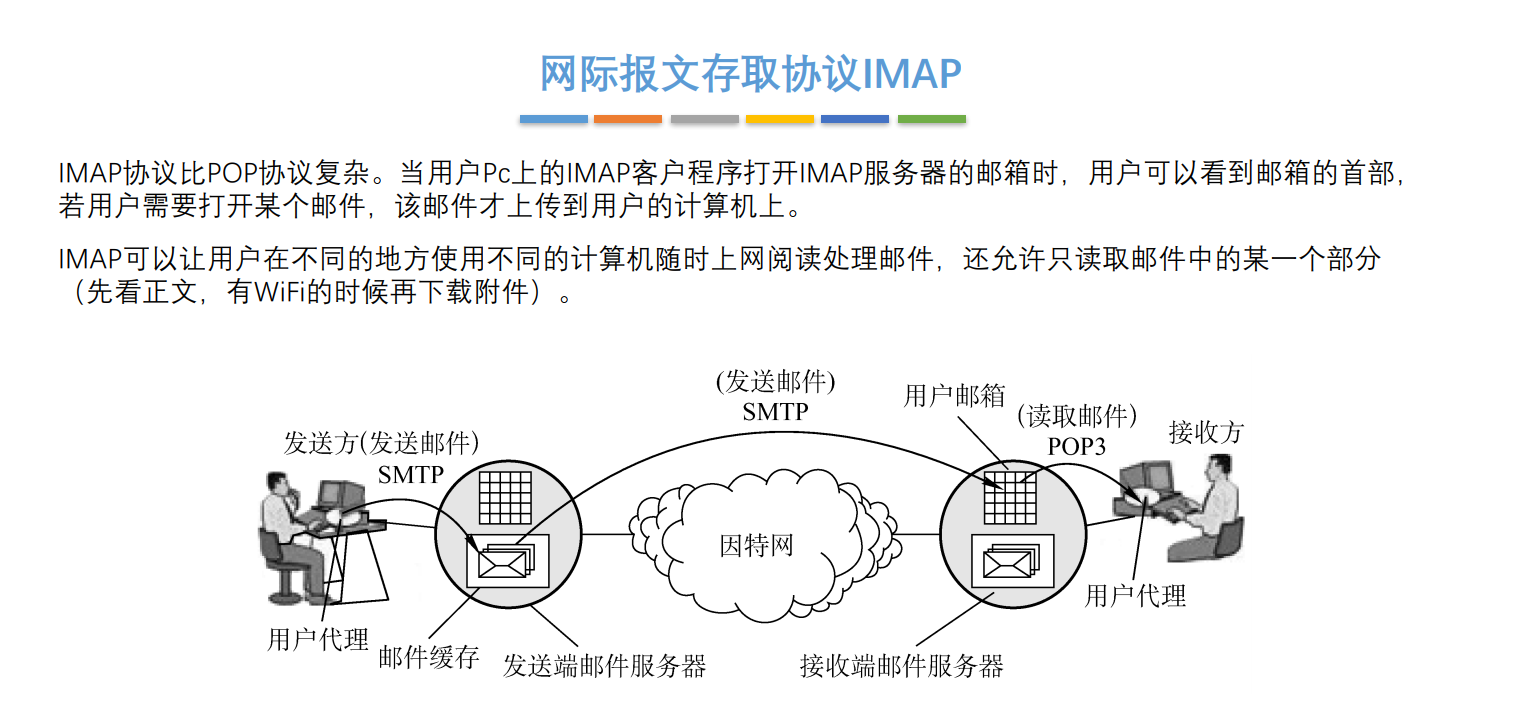 网际报文存取协议IMAP
IMAP协议比POP协议复杂。当用户Pc上的IMAP客户程序打开IMAP服务器的邮箱时，用户可以看到邮箱的首部，
若用户需要打开某个邮件，该邮件才上传到用户的计算机上。
IMAP可以让用户在不同的地方使用不同的计算机随时上网阅读处理邮件，还允许只读取邮件中的某一个部分
（先看正文，有WiFi的时候再下载附件）。
(发送邮件)
SMTP
用户邮箱
(读取邮件)
POP3
接收方
发送方(发送邮件)
SMTP
因特网
用户代理
邮件缓存
发送端邮件服务器
接收端邮件服务器
用户代理